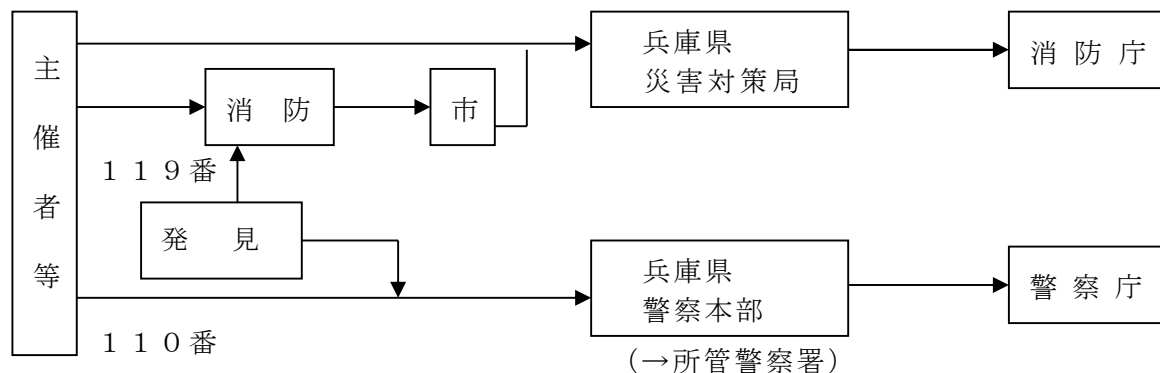 主催者等
兵庫県
災害対策局
消防庁
消防
市
119番
発見
兵庫県
警察本部
警察庁
110番
(→所管警察署)